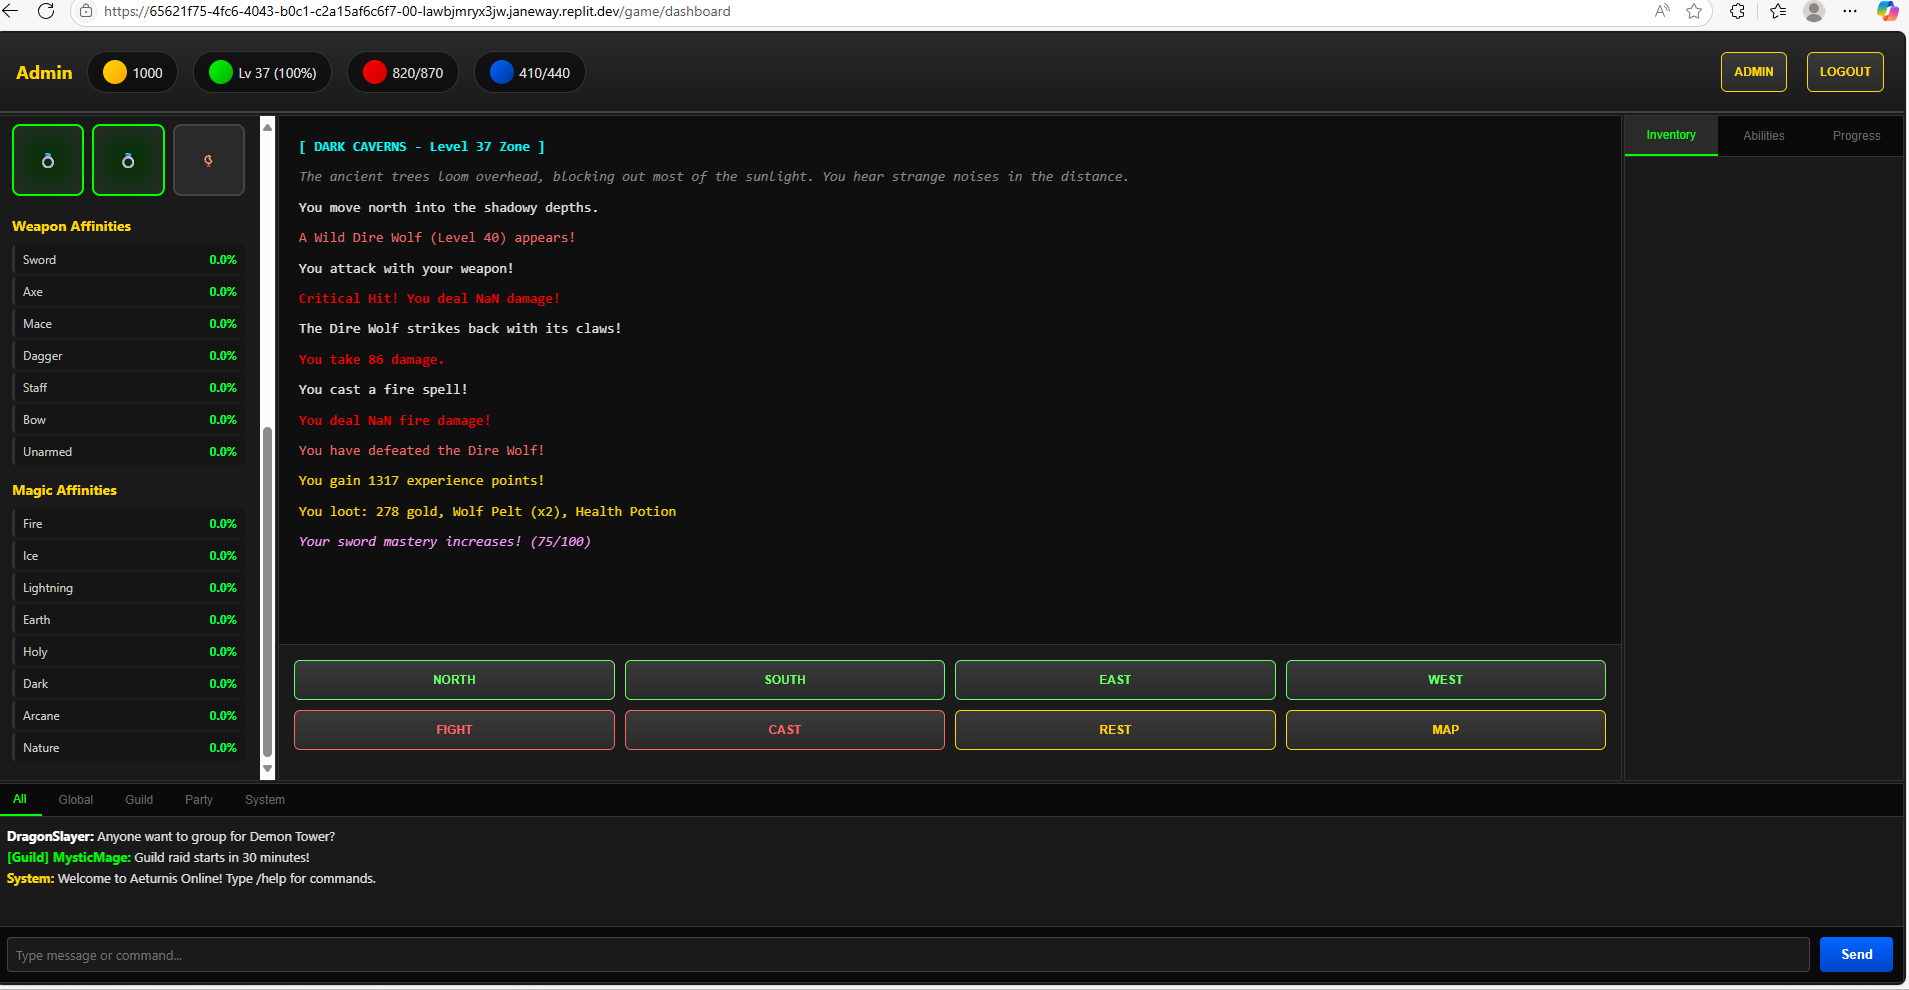 https://65621f75-4fc6-4043-b0c1-c2a15af6c6f7-00-lawbjmryx3jw.janeway.replit.dev/game/dashboard
Admin
1000
Lv 37 (100%)
820/870
410/440
ADMIN
LOGOUT
Weapon Affinities
Sword 0.0%
Axe 0.0%
Mace 0.0%
Dagger 0.0%
Staff 0.0%
Bow 0.0%
Unarmed 0.0%
Magic Affinities
Fire 0.0%
Ice 0.0%
Lightning 0.0%
Earth 0.0%
Holy 0.0%
Dark 0.0%
Arcane 0.0%
Nature 0.0%
[ DARK CAVERNS - Level 37 Zone ]
The ancient trees loom overhead, blocking out most of the sunlight. You hear strange noises in the distance.
You move north into the shadowy depths.
A Wild Dire Wolf (Level 40) appears!
You attack with your weapon!
Critical Hit! You deal NaN damage!
The Dire Wolf strikes back with its claws!
You take 86 damage.
You cast a fire spell!
You deal NaN fire damage!
You have defeated the Dire Wolf!
You gain 1317 experience points!
You loot: 278 gold, Wolf Pelt (x2), Health Potion
Your sword mastery increases! (75/100)
NORTH SOUTH EAST WEST
FIGHT CAST REST MAP
Inventory Abilities Progress
All Global Guild Party System
DragonSlayer: Anyone want to group for Demon Tower?
[Guild] MysticMage: Guild raid starts in 30 minutes!
System: Welcome to Aeturnis Online! Type /help for commands.
Type message or command...
Send